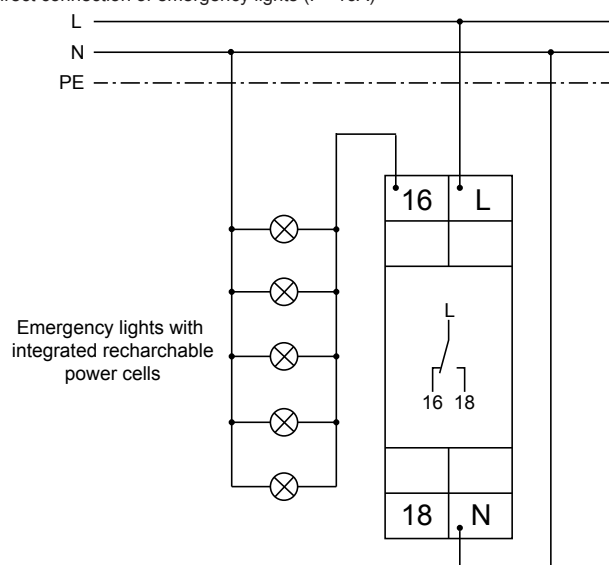 L
N
PE
16 L
Emergency lights with
integrated recharchable
power cells
L
16 18
18 N